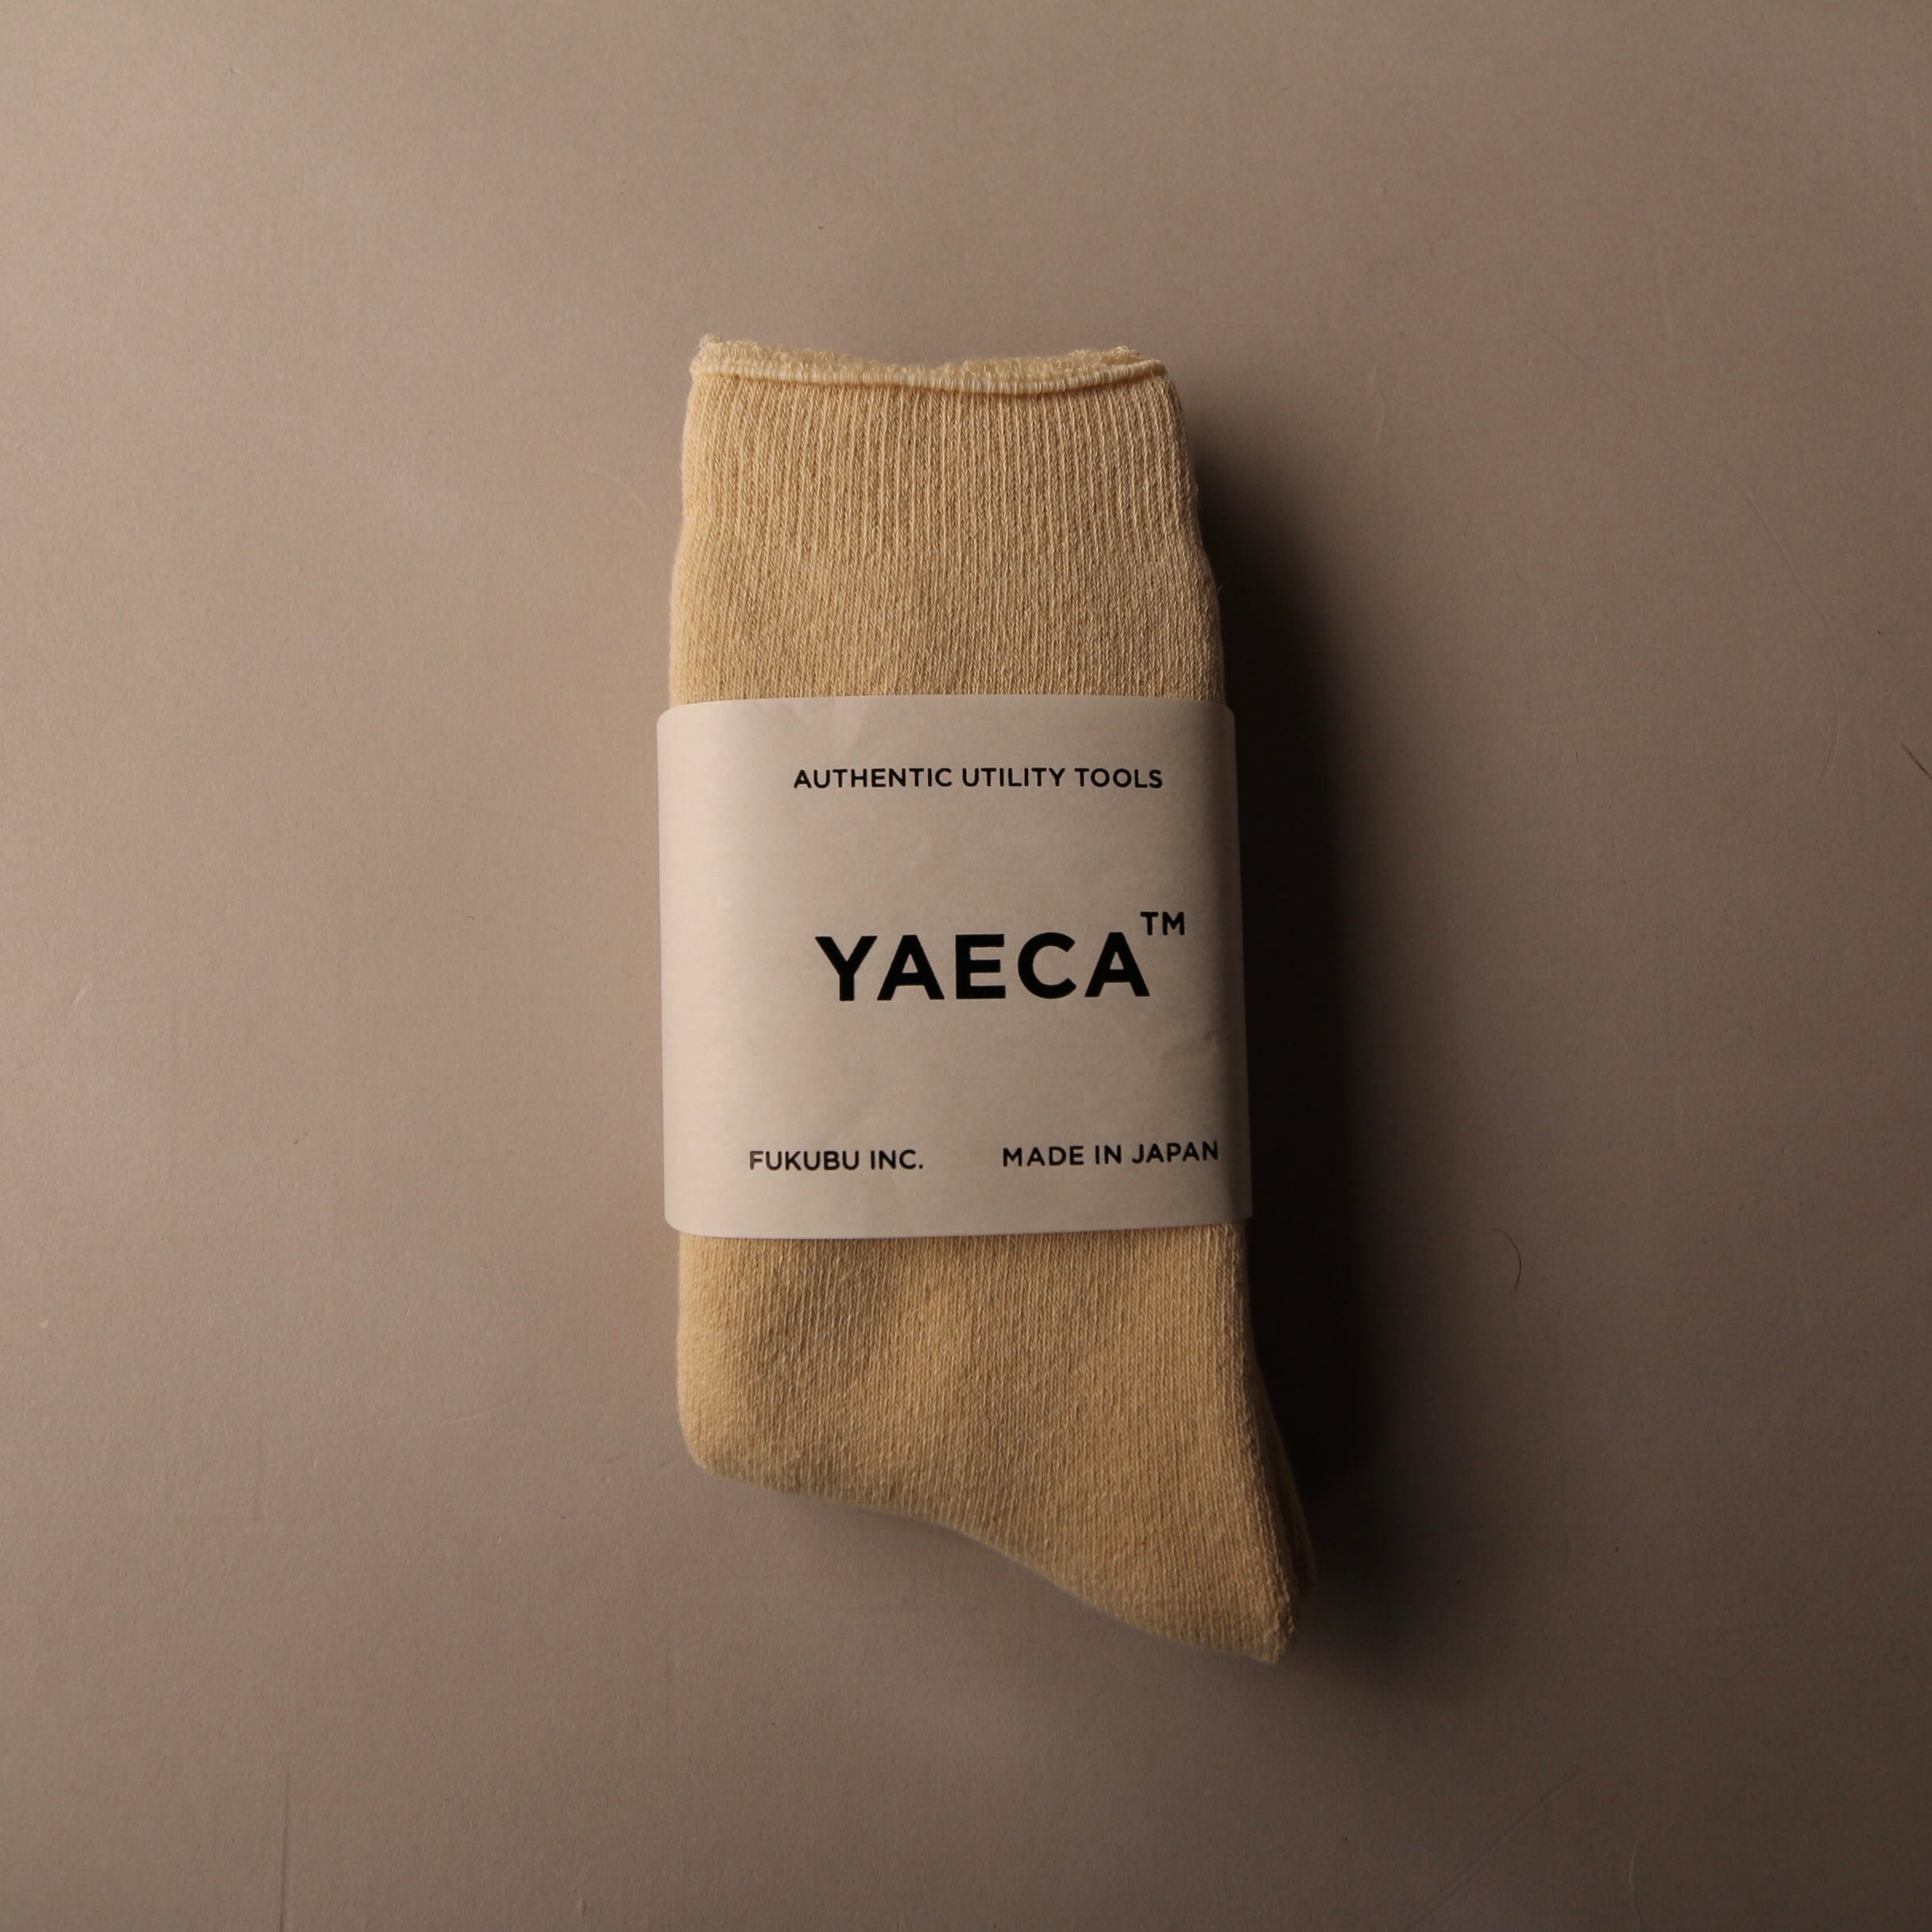 AUTHENTIC UTILITY TOOLS
YAECA™
FUKUBU INC. MADE IN JAPAN